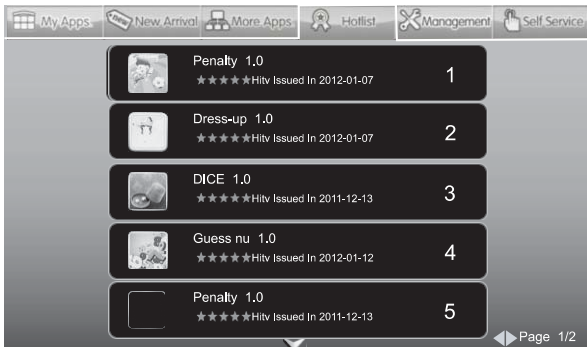 My Apps New Arrival More Apps Hotlist Management Self Service
Penalty 1.0
Hitv Issued In 2012-01-07
1
Dress-up 1.0
Hitv Issued In 2012-01-07
2
DICE 1.0
Hitv Issued In 2011-12-13
3
Guess nu 1.0
Hitv Issued In 2012-01-12
4
Penalty 1.0
Hitv Issued In 2011-12-13
5
Page 1/2